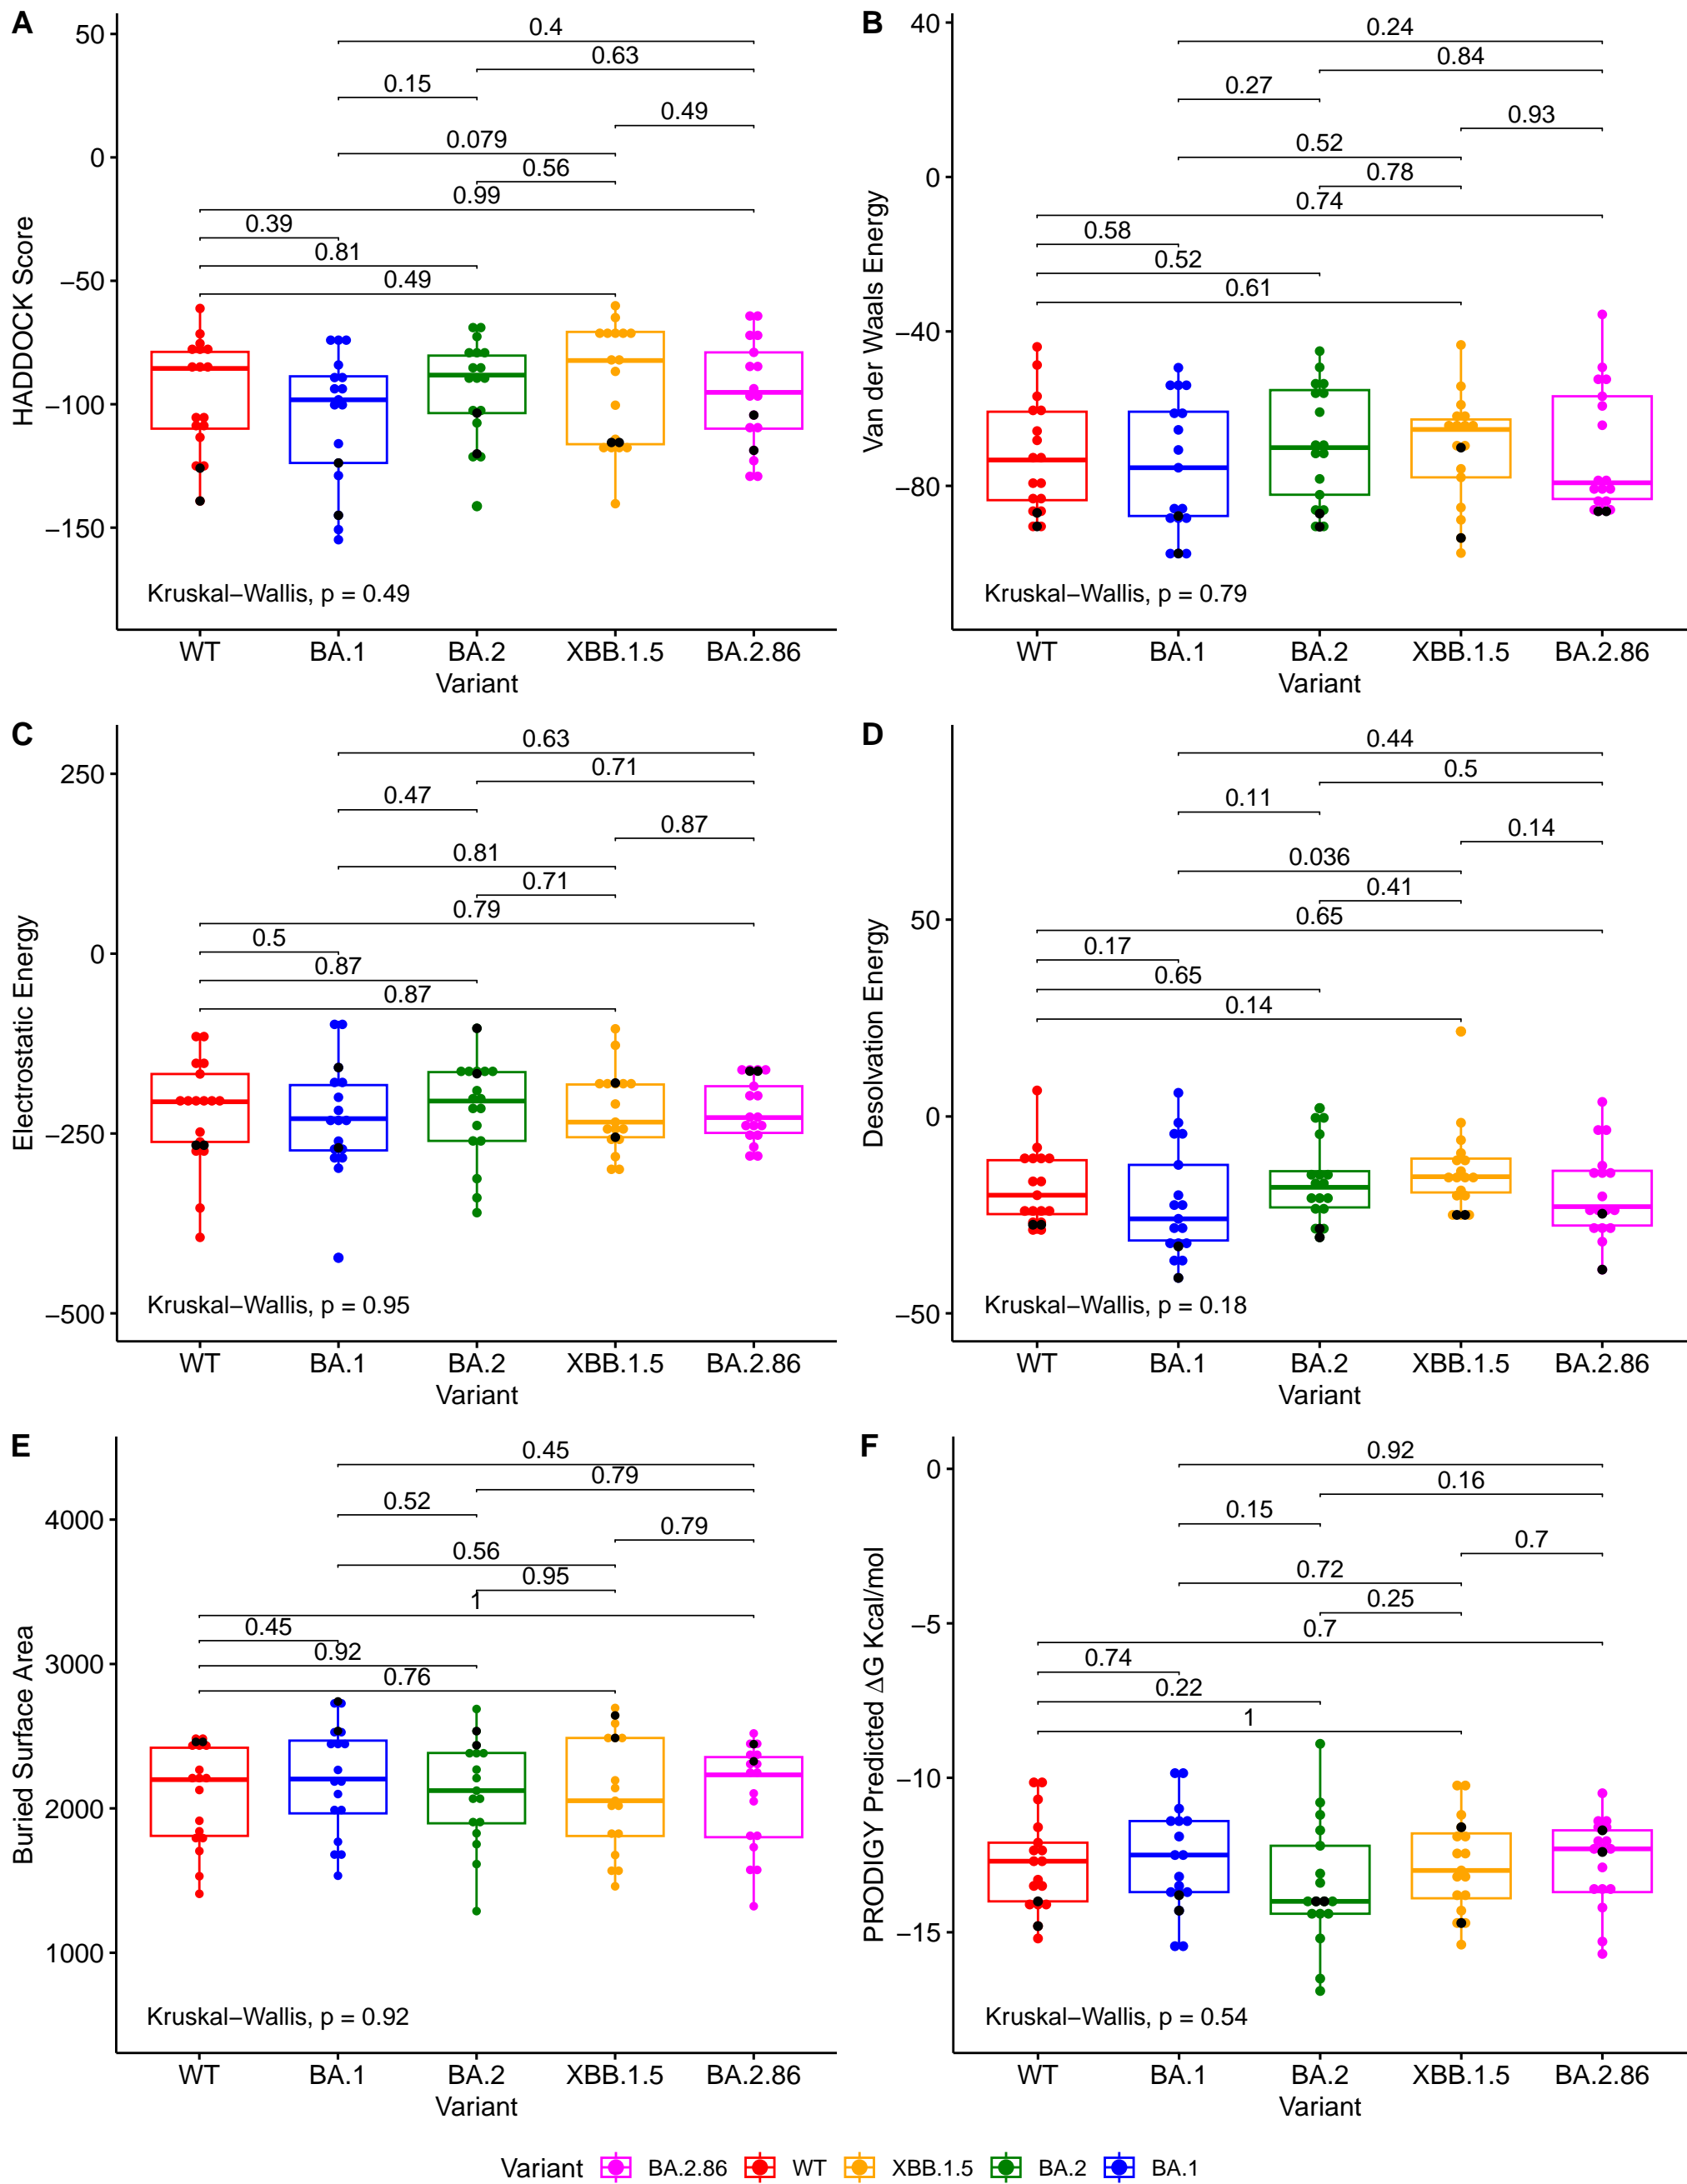 A
HADDOCK Score
50
0
−50
−100
−150
0.4
0.63
0.15
0.49
0.079
0.56
0.99
0.39
0.81
0.49
Kruskal−Wallis, p = 0.49
WT BA.1 BA.2 XBB.1.5 BA.2.86
Variant
B
Van der Waals Energy
40
0
−40
−80
0.24
0.84
0.27
0.93
0.52
0.78
0.74
0.58
0.52
0.61
Kruskal−Wallis, p = 0.79
WT BA.1 BA.2 XBB.1.5 BA.2.86
Variant
C
Electrostatic Energy
250
0
−250
−500
0.63
0.71
0.47
0.87
0.81
0.71
0.79
0.5
0.87
0.87
Kruskal−Wallis, p = 0.95
WT BA.1 BA.2 XBB.1.5 BA.2.86
Variant
D
Desolvation Energy
50
0
−50
0.44
0.5
0.11
0.14
0.036
0.41
0.65
0.17
0.65
0.14
Kruskal−Wallis, p = 0.18
WT BA.1 BA.2 XBB.1.5 BA.2.86
Variant
E
Buried Surface Area
4000
3000
2000
1000
0.45
0.79
0.52
0.79
0.56
0.95
1
0.45
0.92
0.76
Kruskal−Wallis, p = 0.92
WT BA.1 BA.2 XBB.1.5 BA.2.86
Variant
F
PRODIGY Predicted ΔG Kcal/mol
0
−5
−10
−15
0.92
0.16
0.15
0.7
0.72
0.25
0.7
0.74
0.22
1
Kruskal−Wallis, p = 0.54
WT BA.1 BA.2 XBB.1.5 BA.2.86
Variant
Variant BA.2.86 WT XBB.1.5 BA.2 BA.1